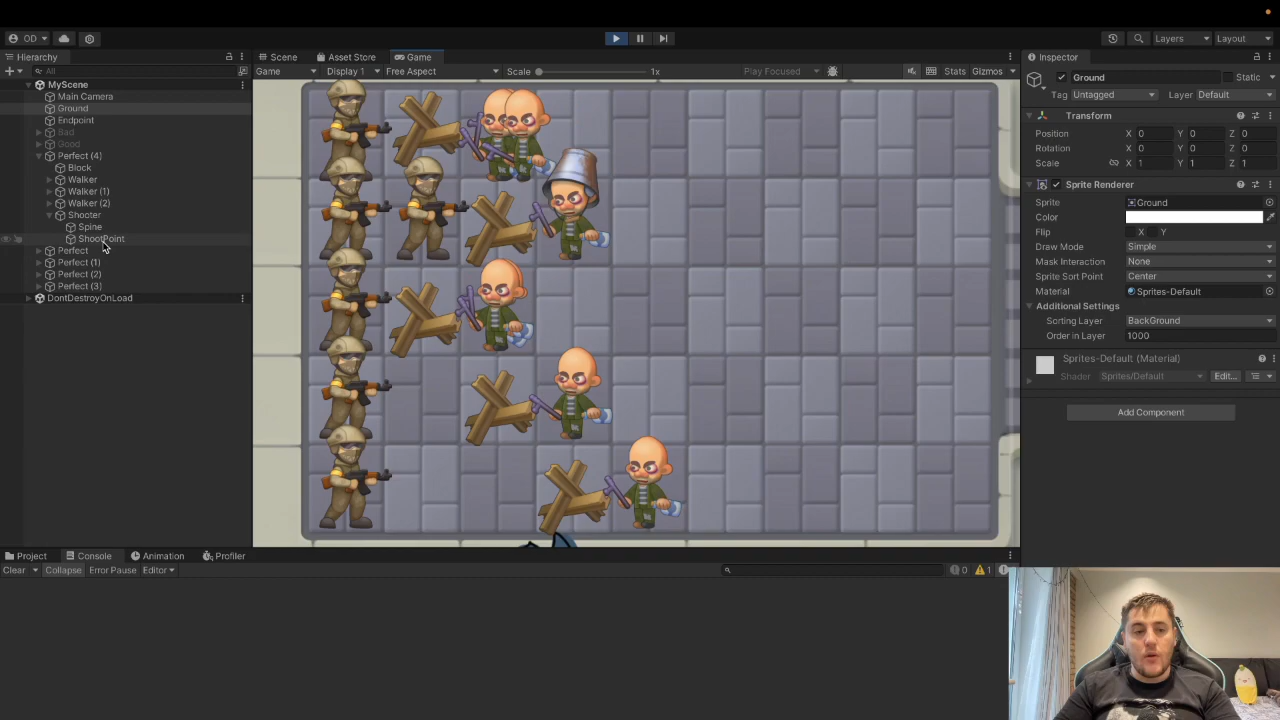 OD
Layers
Layout
Hierarchy
All
MyScene
Main Camera
Ground
Endpoint
Bad
Good
Perfect (4)
Block
Walker
Walker (1)
Walker (2)
Shooter
Spine
ShootPoint
Perfect
Perfect (1)
Perfect (2)
Perfect (3)
DontDestroyOnLoad
Scene Asset Store Game
Game Display 1 Free Aspect Scale 1x Play Focused Stats Gizmos
Inspector
Ground Static
Tag Untagged Layer Default
Transform
Position X 0 Y 0 Z 0
Rotation X 0 Y 0 Z 0
Scale X 1 Y 1 Z 1
Sprite Renderer
Sprite Ground
Color
Flip X Y
Draw Mode Simple
Mask Interaction None
Sprite Sort Point Center
Material Sprites-Default
Additional Settings
Sorting Layer BackGround
Order in Layer 1000
Sprites-Default (Material)
Shader Sprites/Default Edit...
Add Component
Project Console Animation Profiler
Clear Collapse Error Pause Editor 0 1